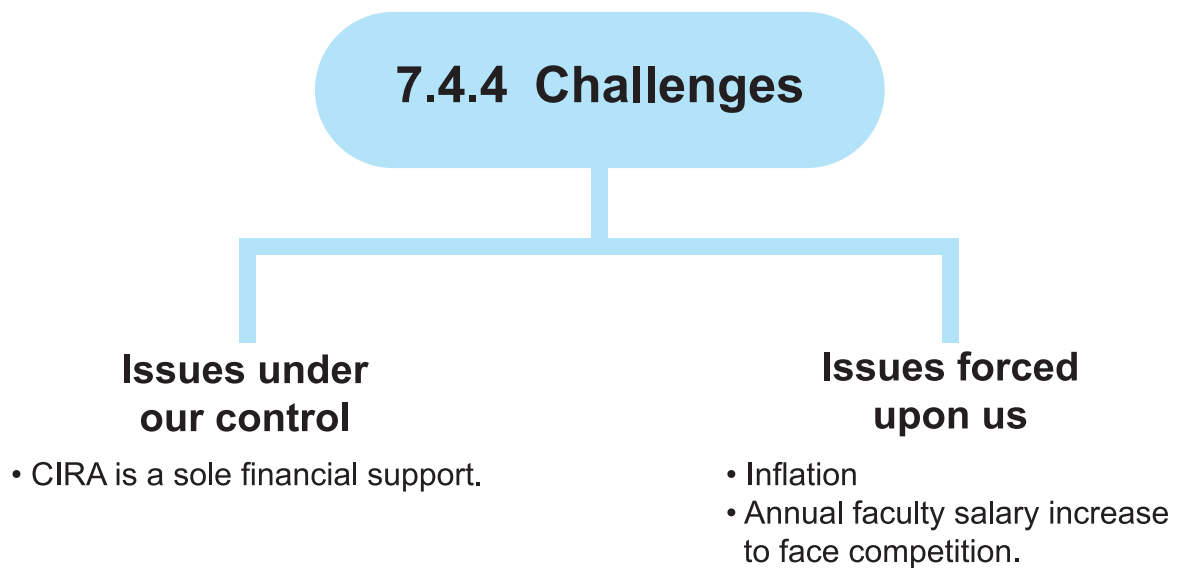 7.4.4 Challenges
Issues under
our control
• CIRA is a sole financial support.
Issues forced
upon us
• Inflation
• Annual faculty salary increase
to face competition.